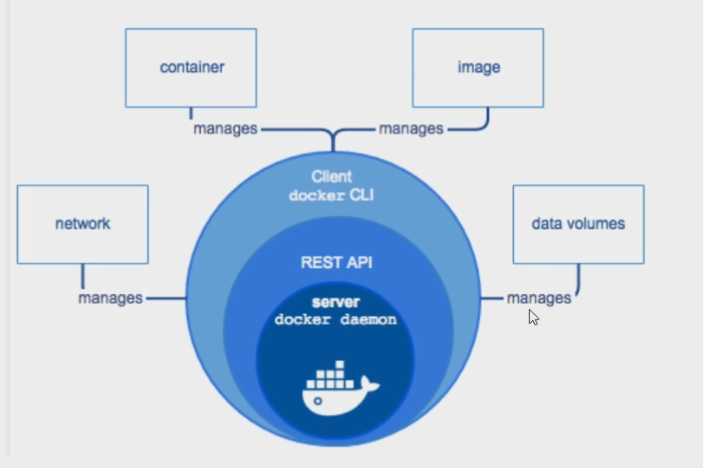 container
image
manages
manages
Client
docker CLI
network
data volumes
REST API
manages
server
manages
docker daemon